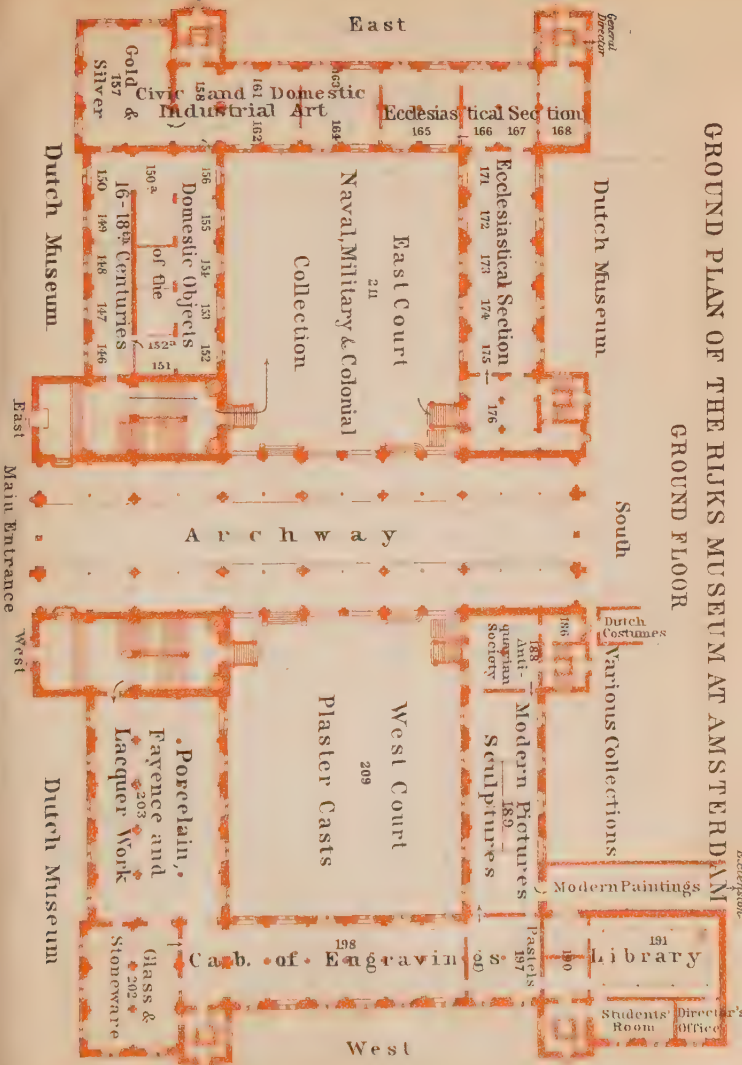 GROUND PLAN OF THE RIJKS MUSEUM AT AMSTERDAM
GROUND FLOOR
East
General
Director
Gold &
157
Silver
158
Civic and Domestic
Industrial Art
161
162
163
164
Ecclesiastical Section
165
166
167
168
Dutch Museum
150
149
148
147
146
16-18th Centuries
150a
of the
152a
151
Domestic Objects
156
155
154
153
152
East Court
211
Naval, Military & Colonial
Collection
Ecclesiastical Section
171
172
173
174
175
176
Dutch Museum
East
Main Entrance
West
Archway
South
Dutch
Costumes
Various Collections
186
188
Anti-
quarian
Society
Modern Pictures
189
Sculptures
West Court
209
Plaster Casts
Porcelain,
Fayence and
203
Lacquer Work
Dutch Museum
Modern Paintings
Glass &
202
Stoneware
198
Cab. of Engravings
Pastels
197
190
191
Library
Students'
Room
Director's
Office
West